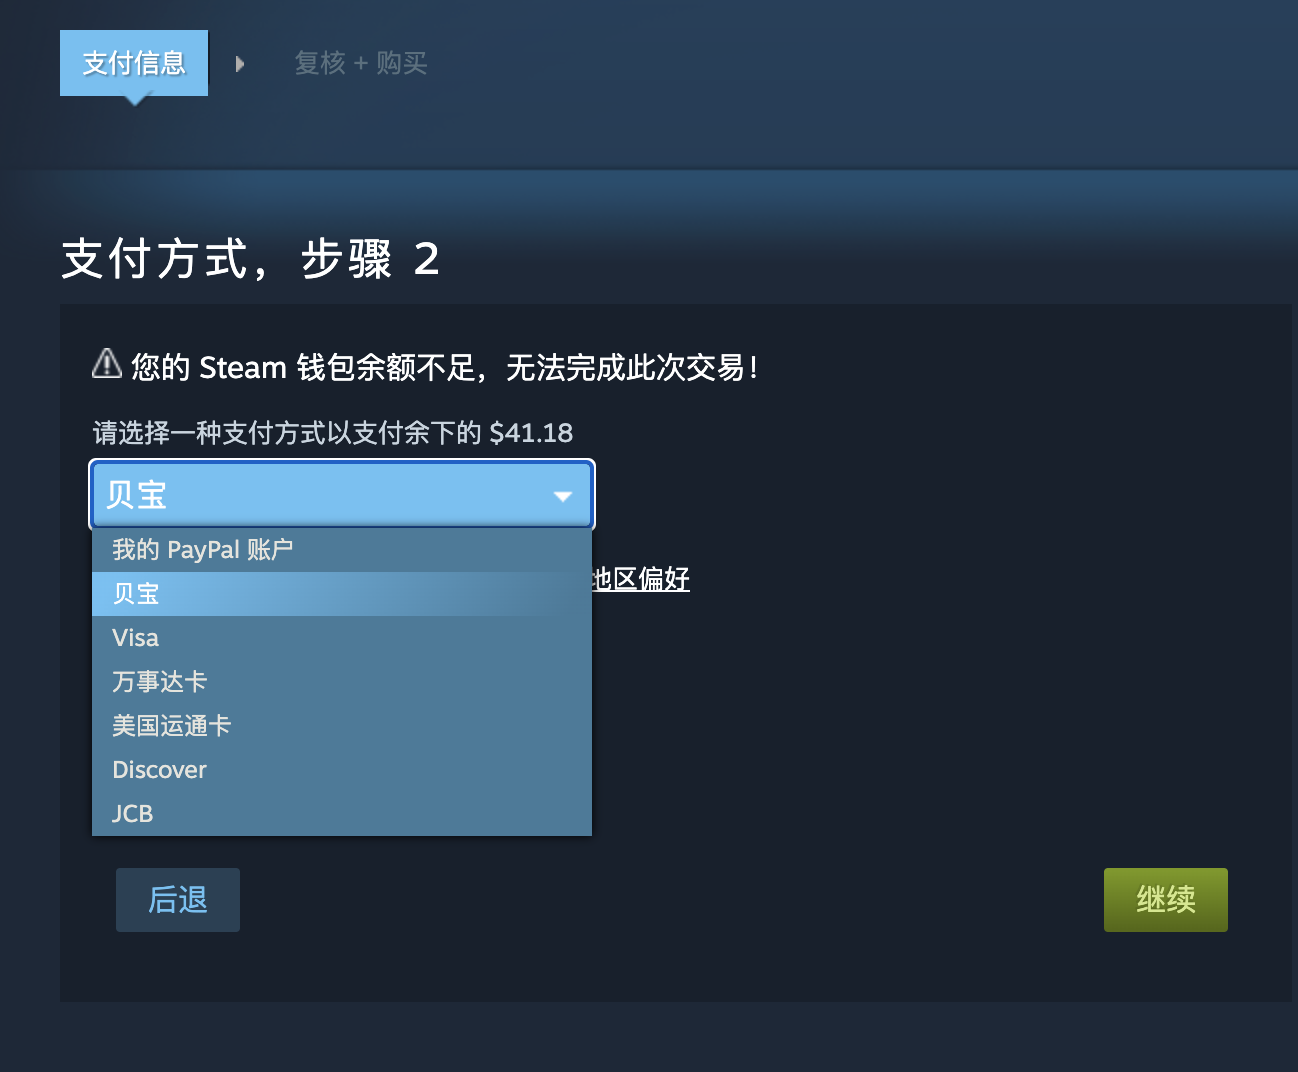 支付信息
复核 + 购买
支付方式，步骤 2
您的 Steam 钱包余额不足，无法完成此次交易！
请选择一种支付方式以支付余下的 $41.18
贝宝
我的 PayPal 账户
贝宝
地区偏好
Visa
万事达卡
美国运通卡
Discover
JCB
后退
继续